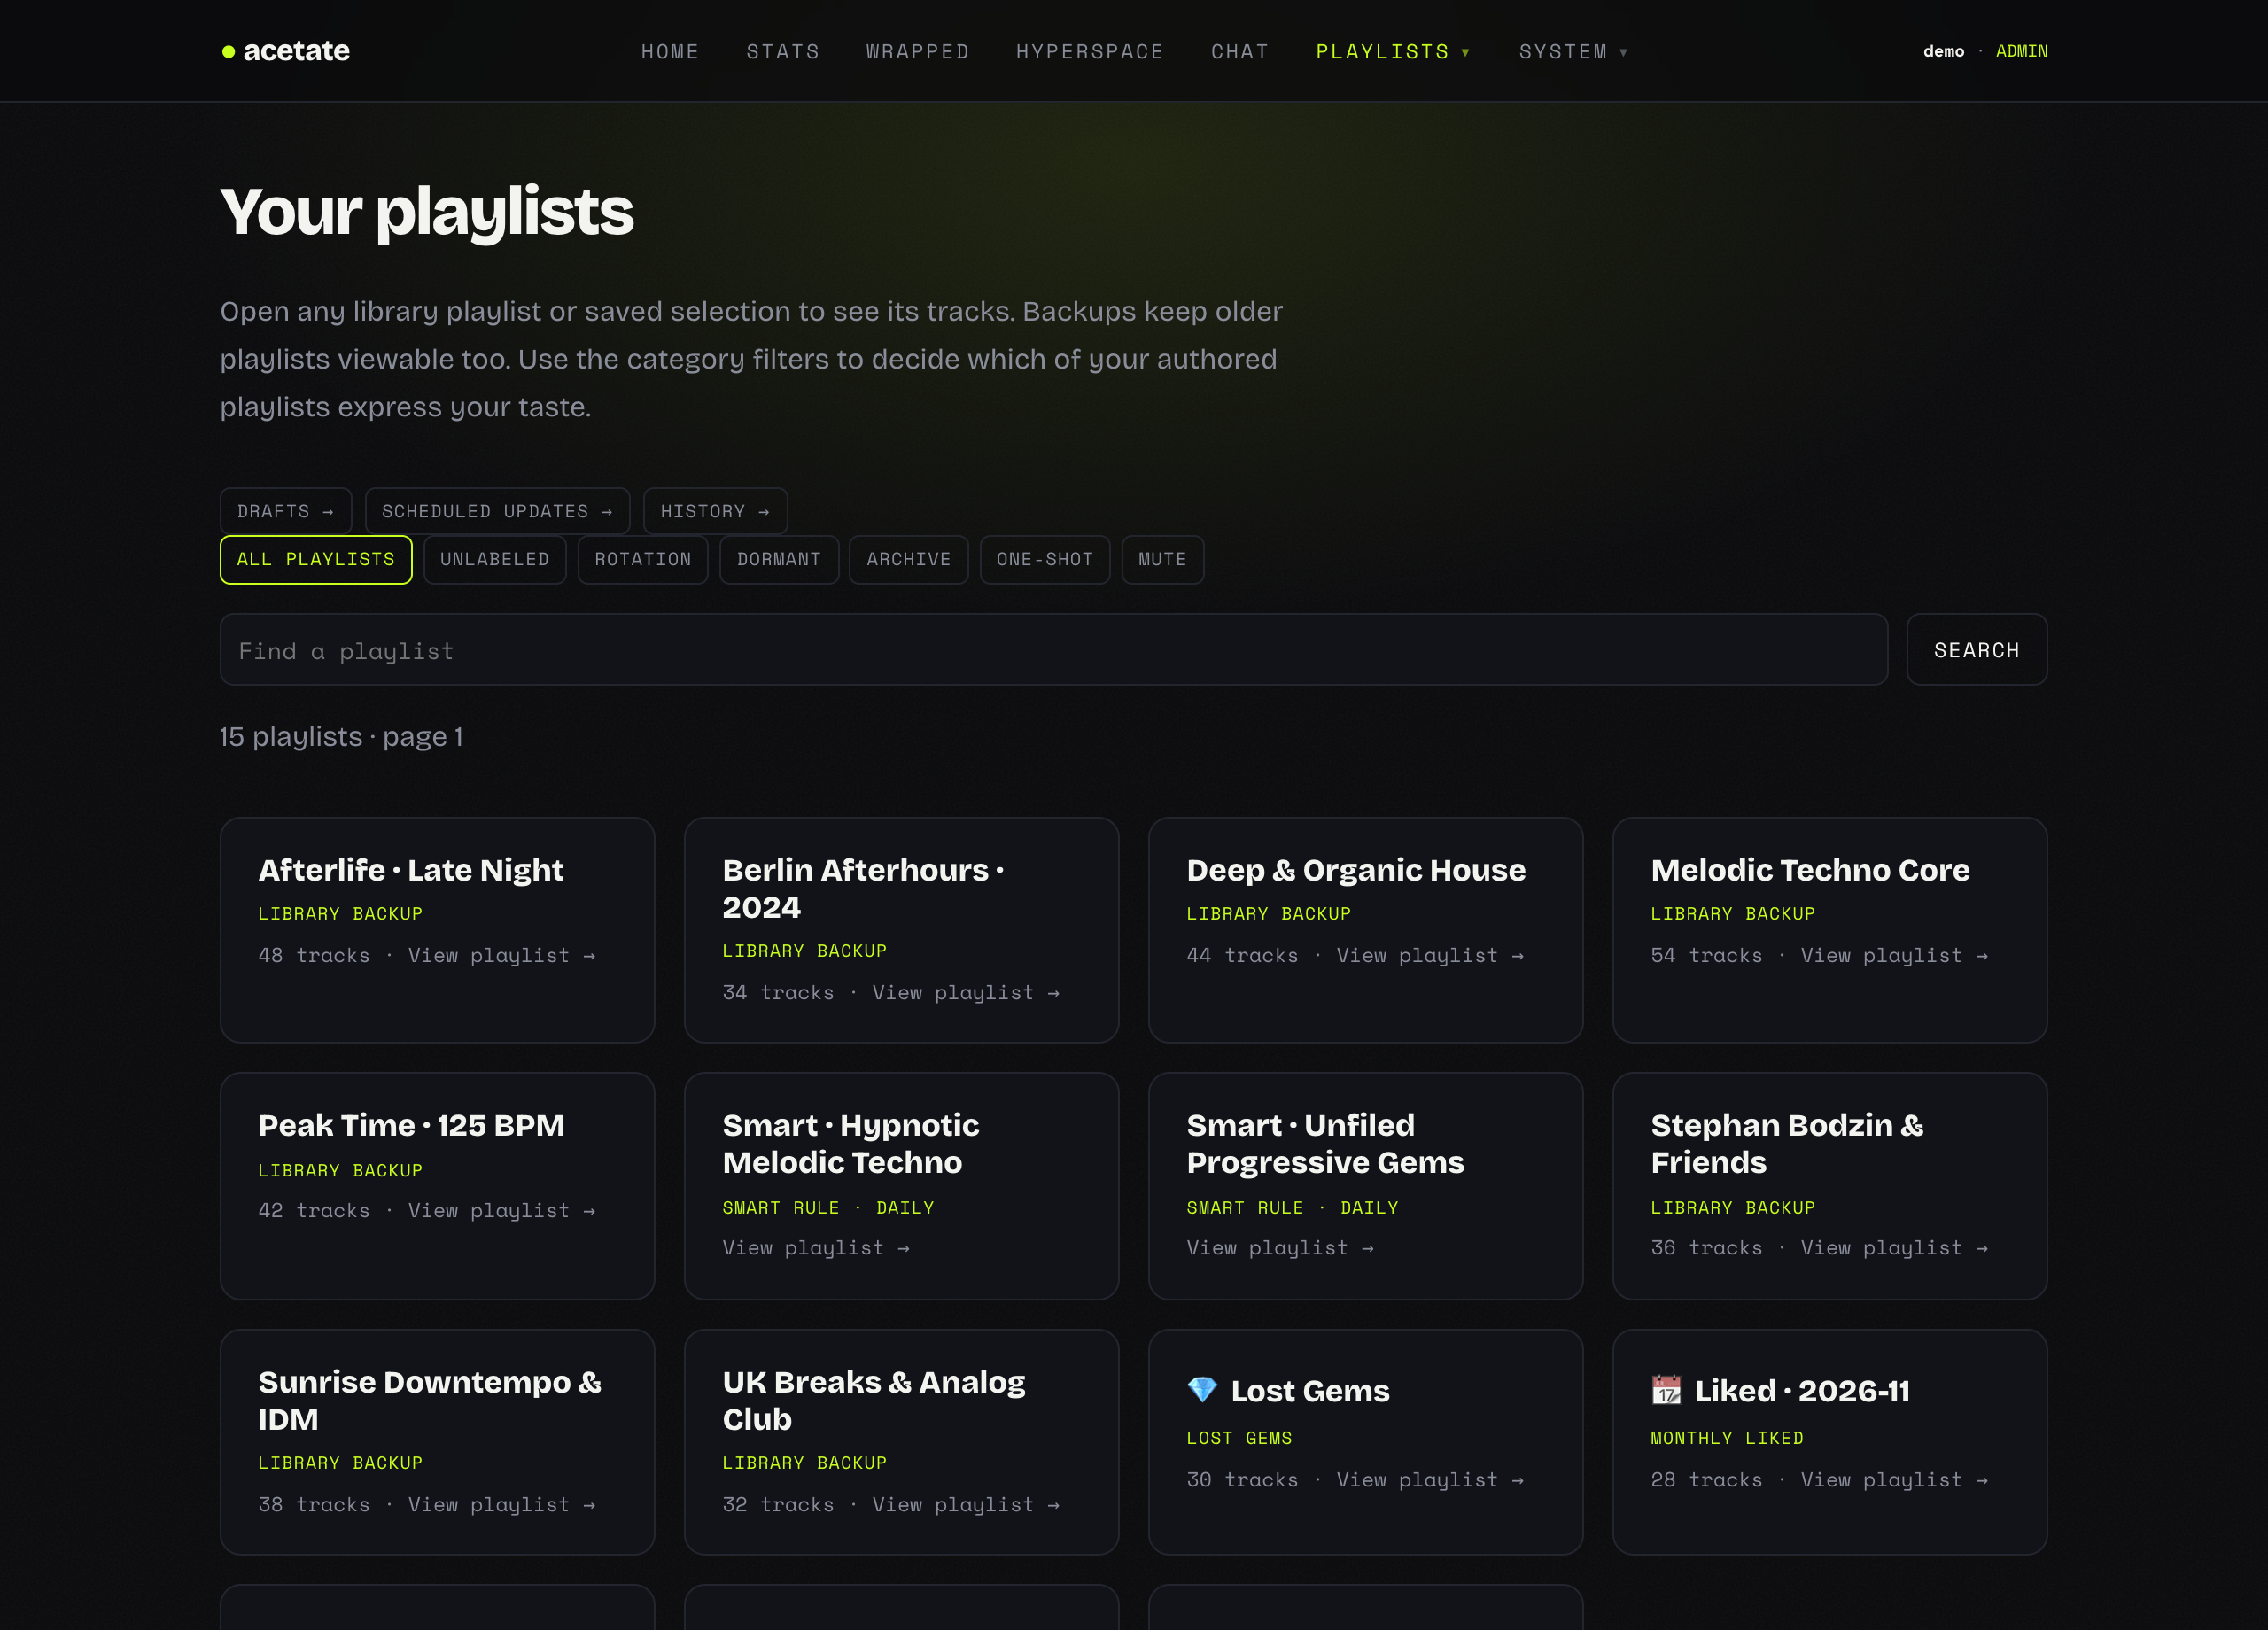 acetate
HOME STATS WRAPPED HYPERSPACE CHAT PLAYLISTS ▾ SYSTEM ▾
demo · ADMIN
Your playlists
Open any library playlist or saved selection to see its tracks. Backups keep older
playlists viewable too. Use the category filters to decide which of your authored
playlists express your taste.
DRAFTS → SCHEDULED UPDATES → HISTORY →
ALL PLAYLISTS UNLABELED ROTATION DORMANT ARCHIVE ONE-SHOT MUTE
Find a playlist
SEARCH
15 playlists · page 1
Afterlife · Late Night
LIBRARY BACKUP
48 tracks · View playlist →
Berlin Afterhours ·
2024
LIBRARY BACKUP
34 tracks · View playlist →
Deep & Organic House
LIBRARY BACKUP
44 tracks · View playlist →
Melodic Techno Core
LIBRARY BACKUP
54 tracks · View playlist →
Peak Time · 125 BPM
LIBRARY BACKUP
42 tracks · View playlist →
Smart · Hypnotic
Melodic Techno
SMART RULE · DAILY
View playlist →
Smart · Unfiled
Progressive Gems
SMART RULE · DAILY
View playlist →
Stephan Bodzin &
Friends
LIBRARY BACKUP
36 tracks · View playlist →
Sunrise Downtempo &
IDM
LIBRARY BACKUP
38 tracks · View playlist →
UK Breaks & Analog
Club
LIBRARY BACKUP
32 tracks · View playlist →
💎 Lost Gems
LOST GEMS
30 tracks · View playlist →
📆 Liked · 2026-11
MONTHLY LIKED
28 tracks · View playlist →